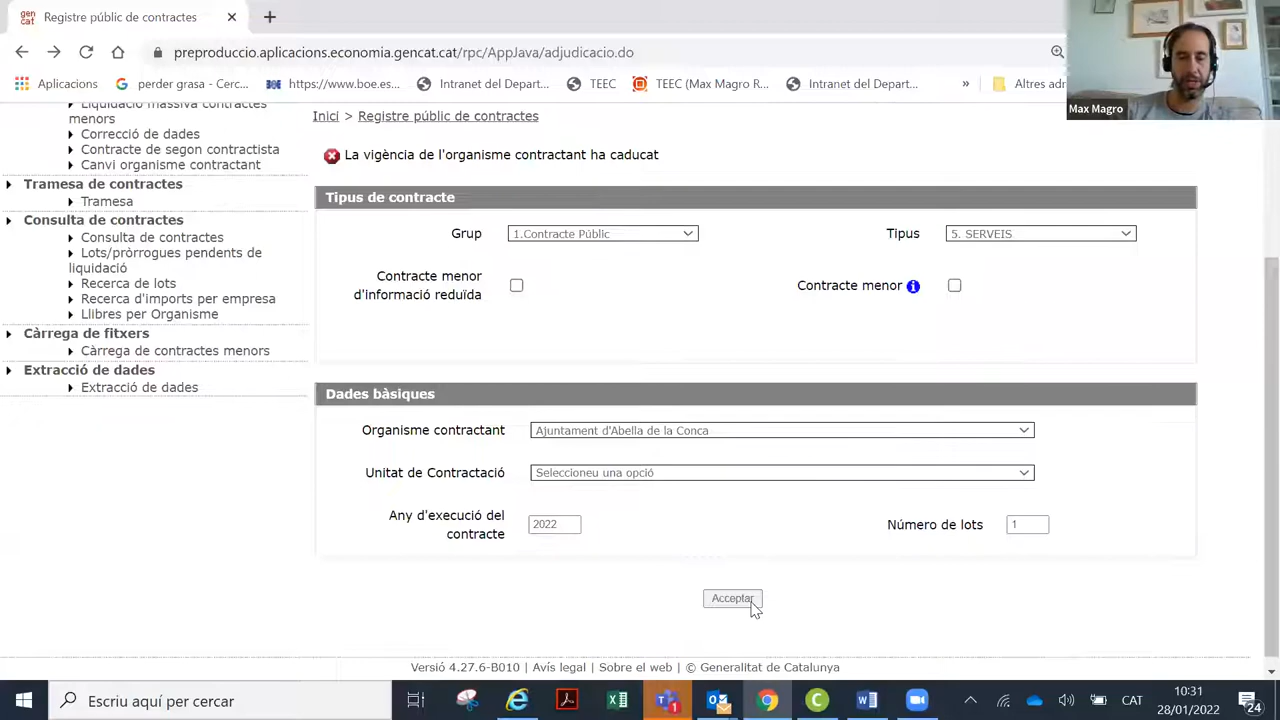 gen
cat
Registre públic de contractes
preproduccio.aplicacions.economia.gencat.cat/rpc/AppJava/adjudicacio.do
Aplicacions
perder grasa - Cerc...
https://www.boe.es...
Intranet del Depart...
TEEC
TEEC (Max Magro R...
Intranet del Depart...
»
Altres adr
Max Magro
Liquidació massiva contractes
menors
Correcció de dades
Contracte de segon contractista
Canvi organisme contractant
Tramesa de contractes
Tramesa
Consulta de contractes
Consulta de contractes
Lots/pròrrogues pendents de
liquidació
Recerca de lots
Recerca d'imports per empresa
Llibres per Organisme
Càrrega de fitxers
Càrrega de contractes menors
Extracció de dades
Extracció de dades
Inici › Registre públic de contractes
La vigència de l'organisme contractant ha caducat
Tipus de contracte
Grup 1.Contracte Públic Tipus 5. SERVEIS
Contracte menor
d'informació reduïda
Contracte menor
Dades bàsiques
Organisme contractant Ajuntament d'Abella de la Conca
Unitat de Contractació Seleccioneu una opció
Any d'execució del
contracte
2022
Número de lots 1
Acceptar
Versió 4.27.6-B010 | Avís legal | Sobre el web | © Generalitat de Catalunya
Escriu aquí per cercar
CAT
10:31
28/01/2022
24